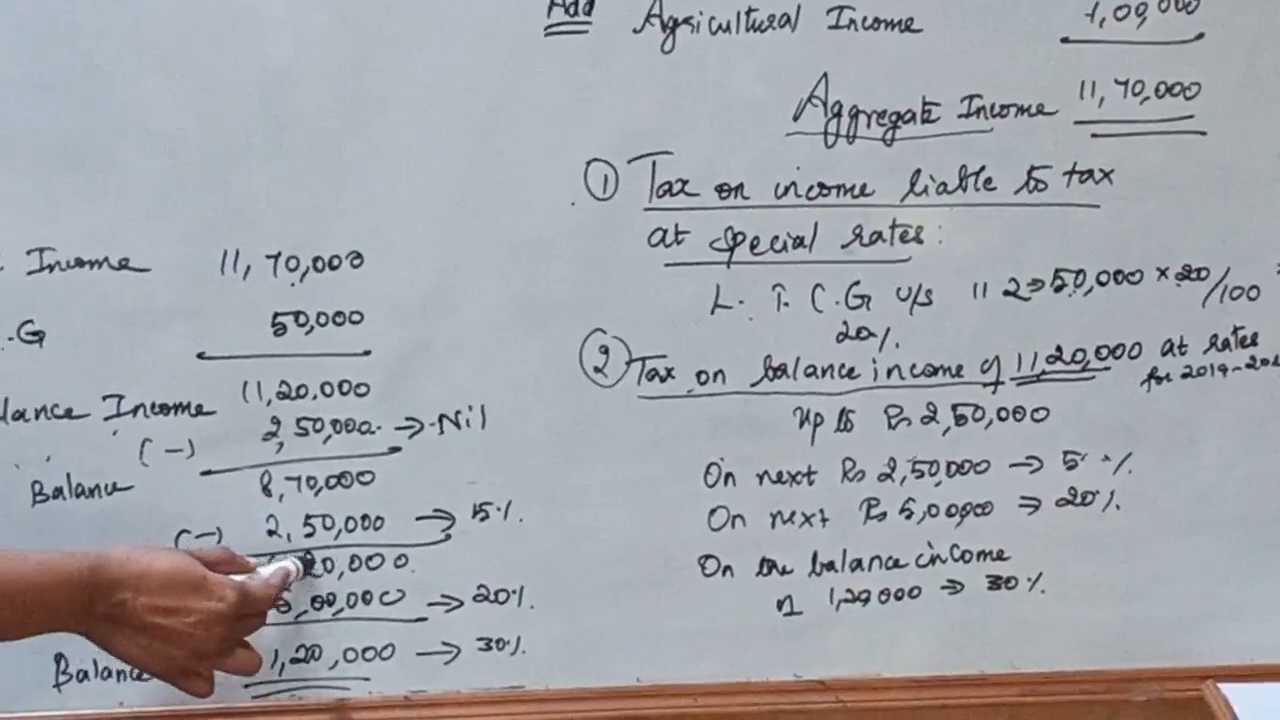 Add Agricultural Income 1,00,000
Aggregate Income 11,70,000
① Tax on income liable to tax
at special rates:
L.T.C.G u/s 112 ⇒ 50,000 × 20/100
20%
② Tax on balance income of 11,20,000 at rates
for 2019-20
Up to Rs 2,50,000
On next Rs 2,50,000 → 5%
On next Rs 5,00,000 ⇒ 20%
On the balance income
of 1,20,000 → 30%
Income 11,70,000
.G 50,000
Income 11,20,000
(-) 2,50,000 → Nil
Balance 8,70,000
(-) 2,50,000 → 15%
20,000
5,00,000 → 20%
Balance 1,20,000 → 30%